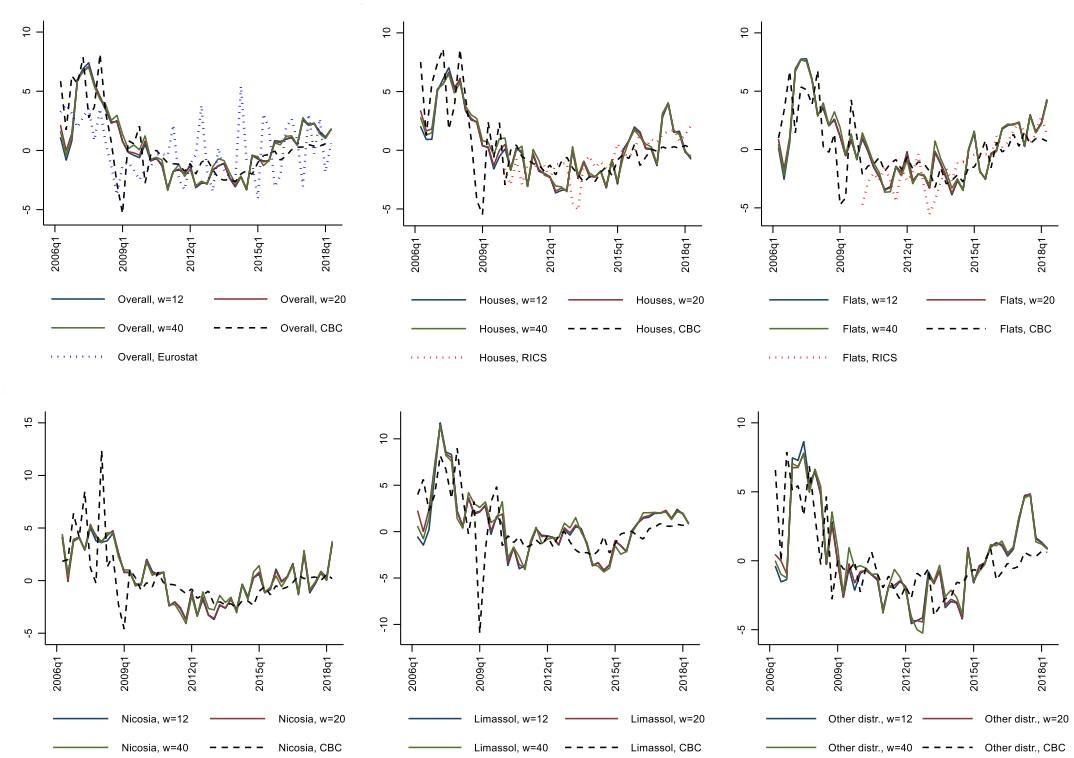 10
5
0
-5
2006q1
2009q1
2012q1
2015q1
2018q1
Overall, w=12
Overall, w=20
Overall, w=40
Overall, CBC
Overall, Eurostat
10
5
0
-5
2006q1
2009q1
2012q1
2015q1
2018q1
Houses, w=12
Houses, w=20
Houses, w=40
Houses, CBC
Houses, RICS
10
5
0
-5
2006q1
2009q1
2012q1
2015q1
2018q1
Flats, w=12
Flats, w=20
Flats, w=40
Flats, CBC
Flats, RICS
15
10
5
0
-5
2006q1
2009q1
2012q1
2015q1
2018q1
Nicosia, w=12
Nicosia, w=20
Nicosia, w=40
Nicosia, CBC
10
5
0
-5
-10
2006q1
2009q1
2012q1
2015q1
2018q1
Limassol, w=12
Limassol, w=20
Limassol, w=40
Limassol, CBC
10
5
0
-5
2006q1
2009q1
2012q1
2015q1
2018q1
Other distr., w=12
Other distr., w=20
Other distr., w=40
Other distr., CBC